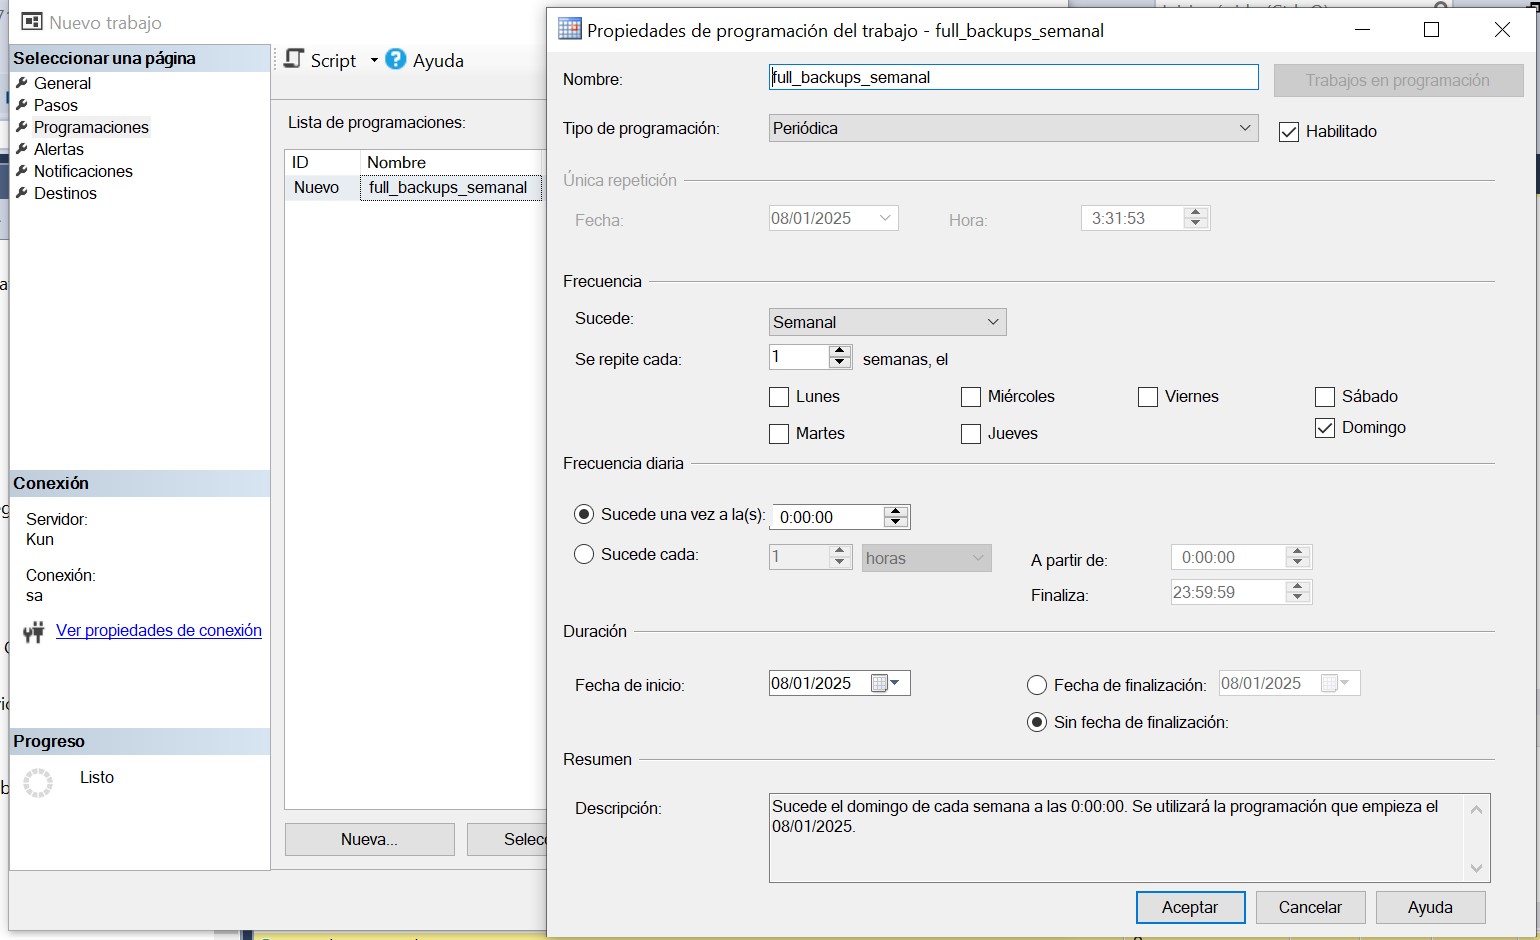 Nuevo trabajo
Seleccionar una página
General
Pasos
Programaciones
Alertas
Notificaciones
Destinos
Conexión
Servidor:
Kun
Conexión:
sa
Ver propiedades de conexión
Progreso
Listo
Script
Ayuda
Lista de programaciones:
ID Nombre
Nuevo full_backups_semanal
Nueva...
Propiedades de programación del trabajo - full_backups_semanal
Nombre: full_backups_semanal Trabajos en programación
Tipo de programación: Periódica Habilitado
Única repetición
Fecha: 08/01/2025 Hora: 3:31:53
Frecuencia
Sucede: Semanal
Se repite cada: 1 semanas, el
Lunes Miércoles Viernes Sábado
Martes Jueves Domingo
Frecuencia diaria
Sucede una vez a la(s): 0:00:00
Sucede cada: 1 horas A partir de: 0:00:00
Finaliza: 23:59:59
Duración
Fecha de inicio: 08/01/2025 Fecha de finalización: 08/01/2025
Sin fecha de finalización:
Resumen
Descripción: Sucede el domingo de cada semana a las 0:00:00. Se utilizará la programación que empieza el
08/01/2025.
Aceptar Cancelar Ayuda